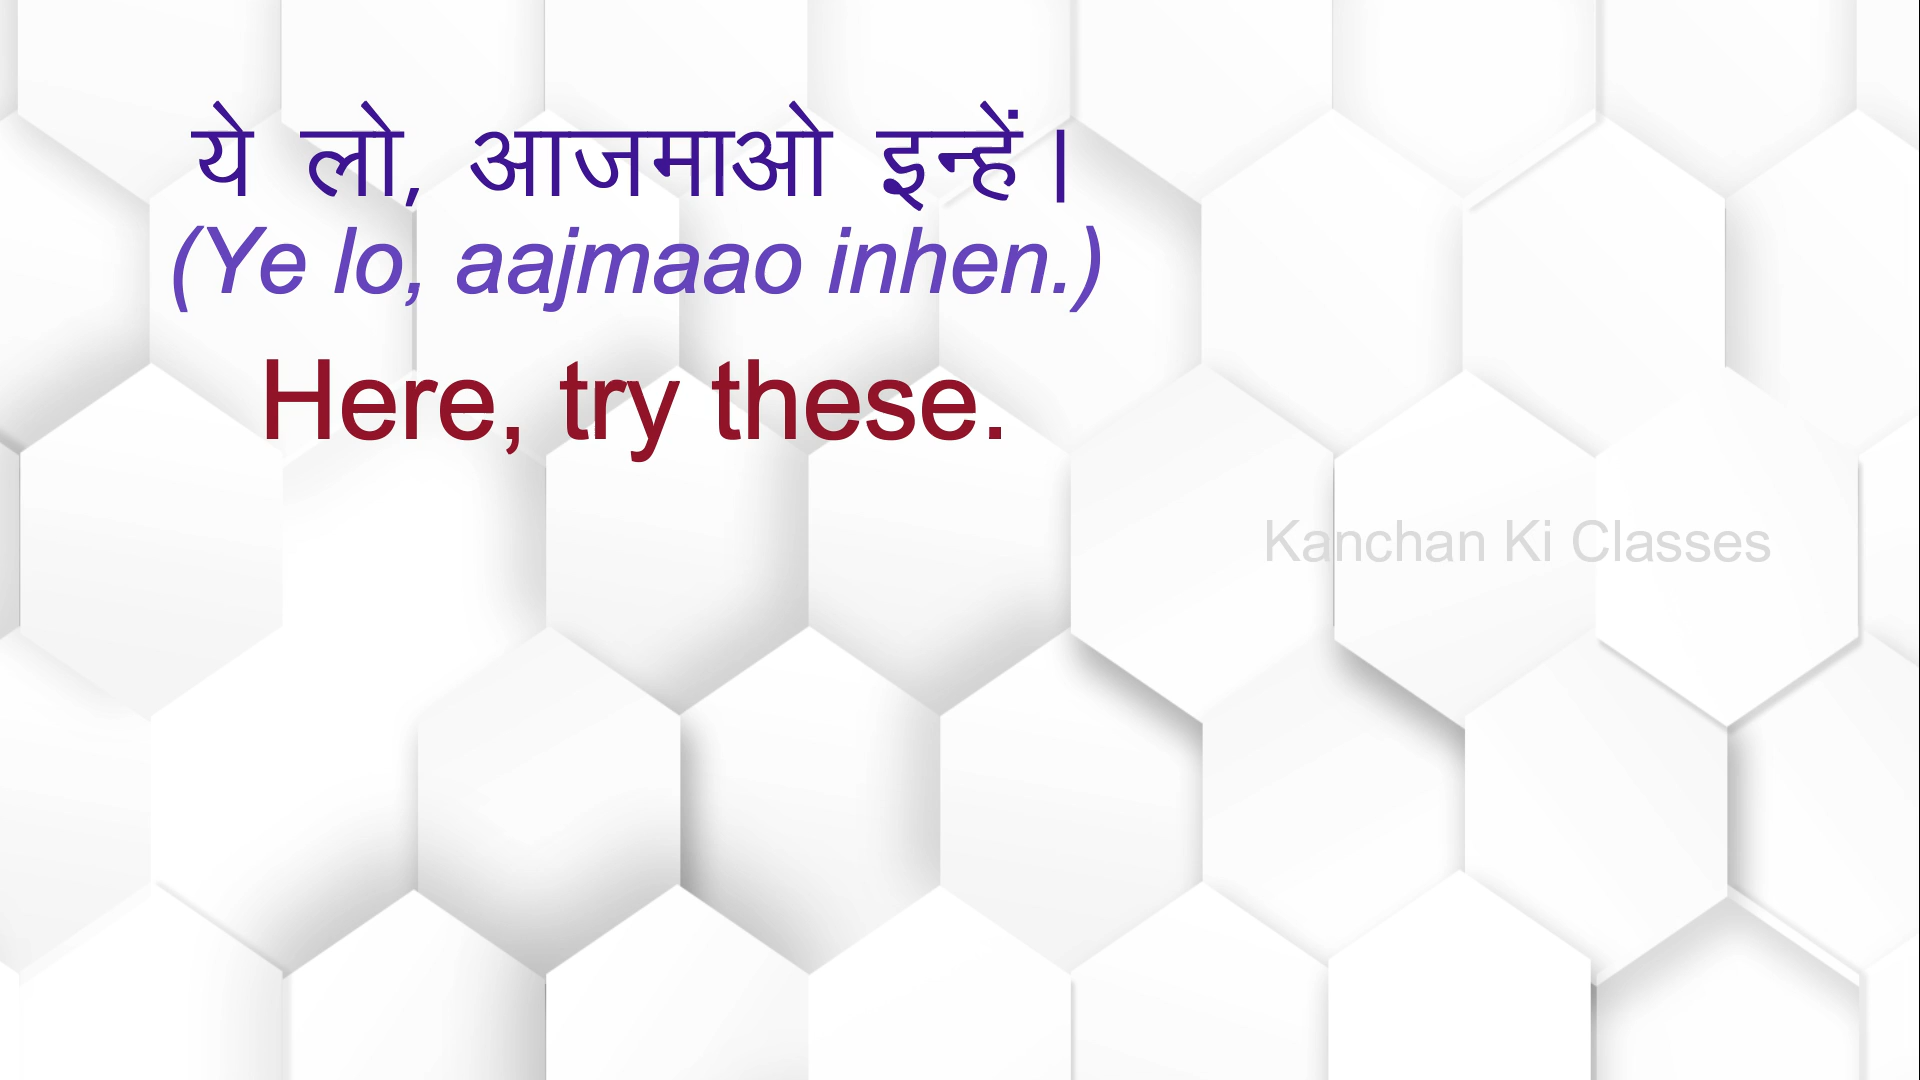 ये लो, आजमाओ इन्हें।
(Ye lo, aajmaao inhen.)
Here, try these.
Kanchan Ki Classes